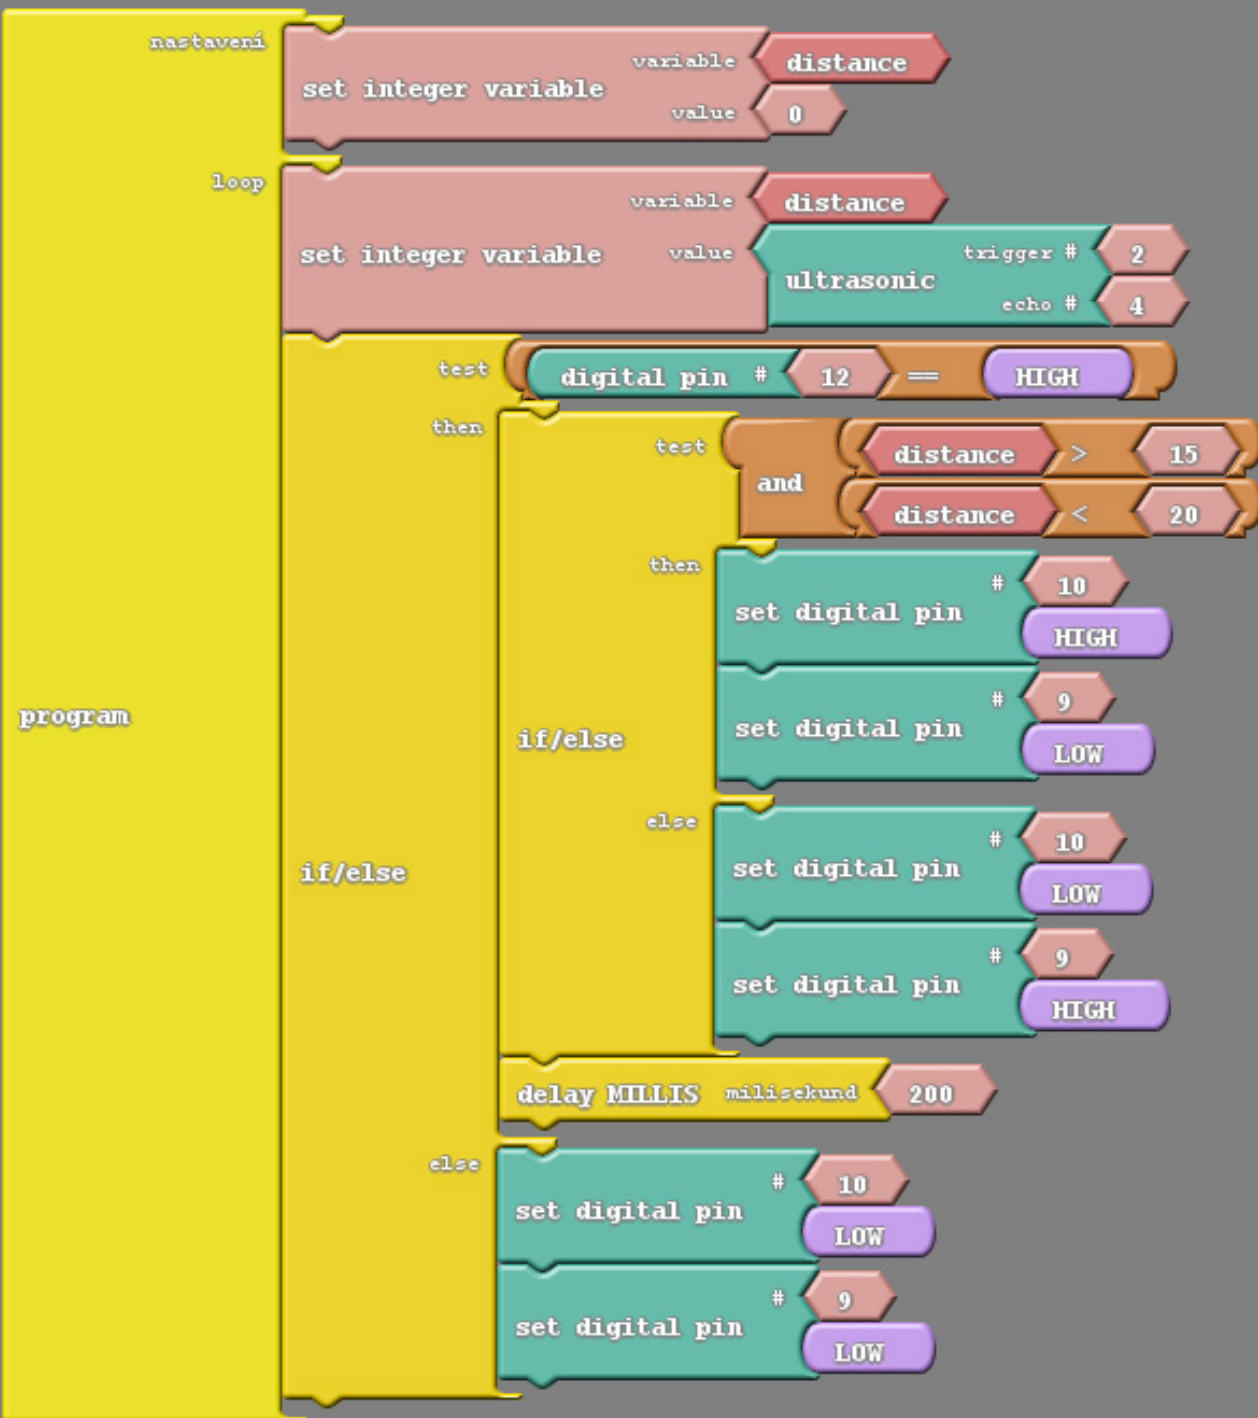 nastavení
variable distance
set integer variable
value 0
loop
variable distance
set integer variable value
ultrasonic trigger # 2
echo # 4
test digital pin # 12 == HIGH
then
test
and
distance > 15
distance < 20
then
set digital pin # 10
HIGH
set digital pin # 9
LOW
program
if/else
else
set digital pin # 10
LOW
if/else
set digital pin # 9
HIGH
delay MILLIS milisekund 200
else
set digital pin # 10
LOW
set digital pin # 9
LOW